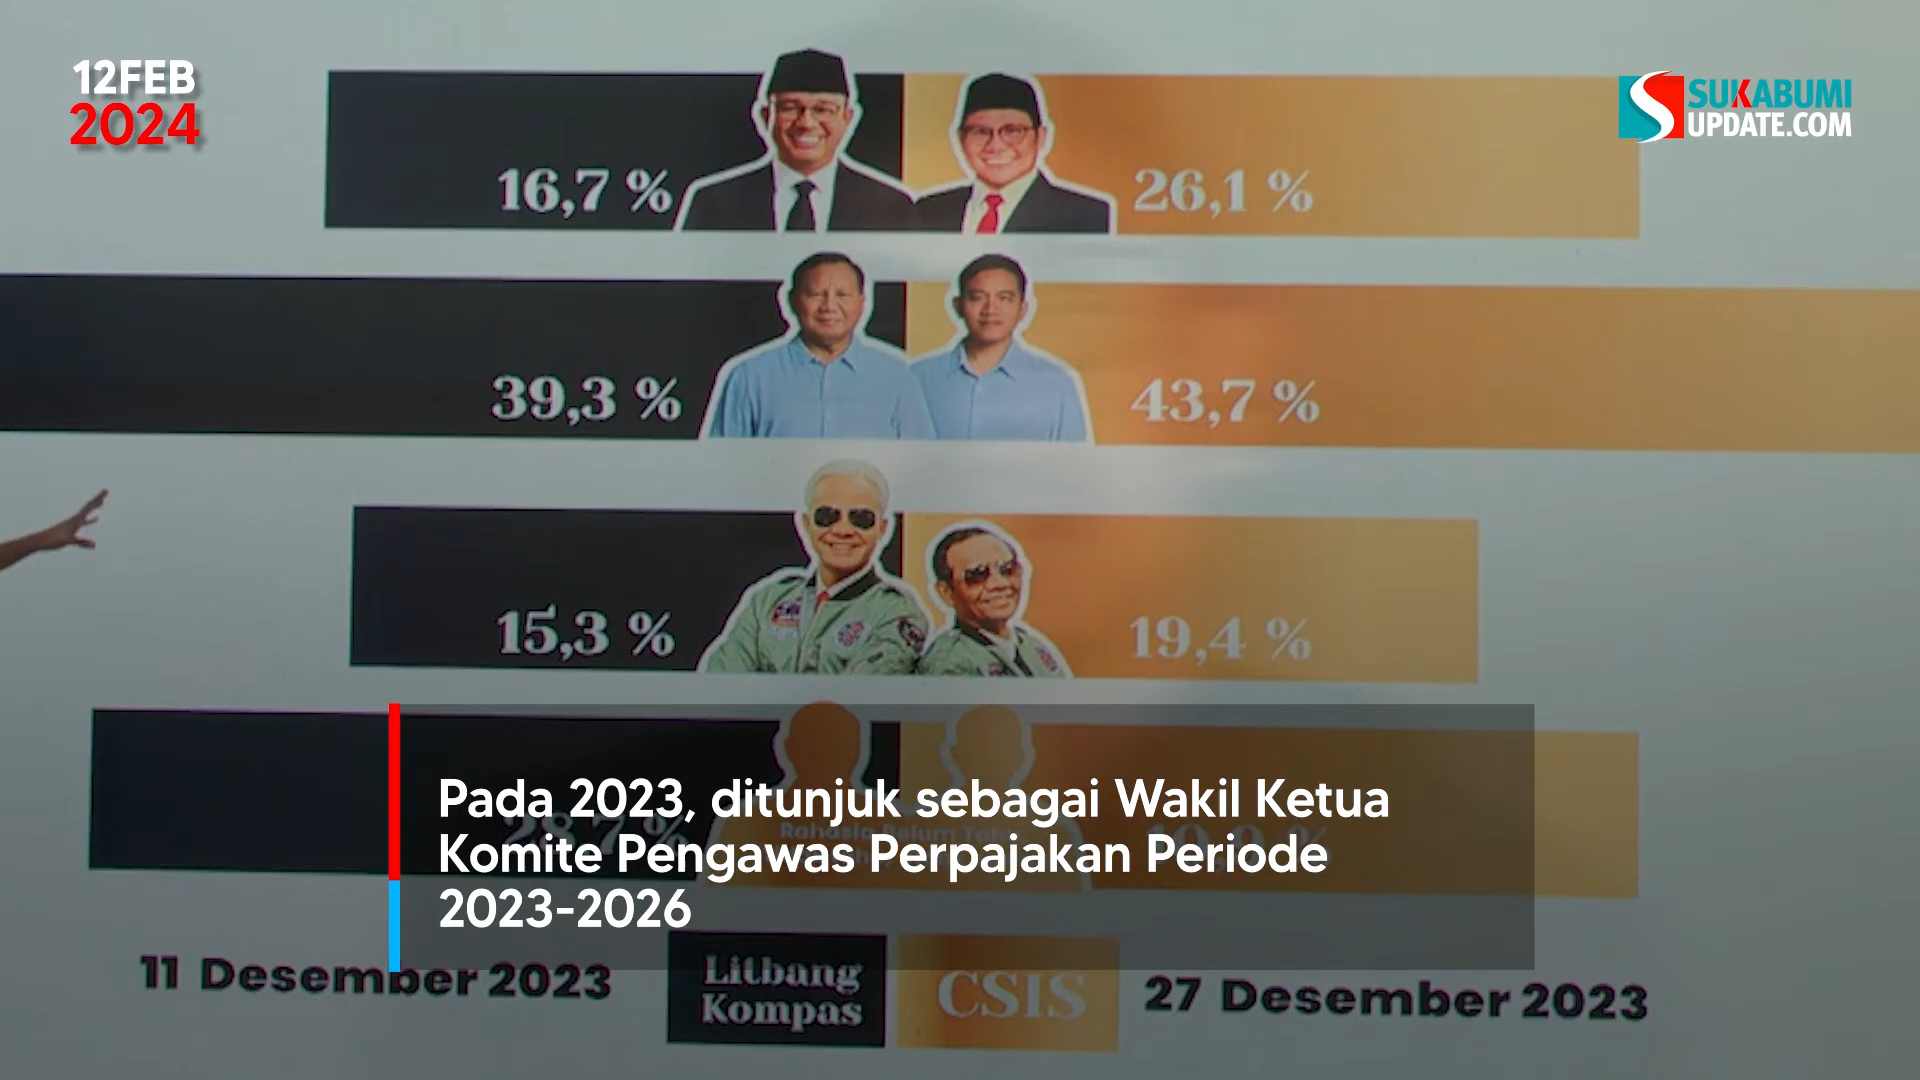 12FEB
2024
SUKABUMI
UPDATE.COM
16,7 %
26,1 %
39,3 %
43,7 %
15,3 %
19,4 %
28,7 %
Pada 2023, ditunjuk sebagai Wakil Ketua
Komite Pengawas Perpajakan Periode
2023-2026
11 Desember 2023
Litbang
Kompas
CSIS
27 Desember 2023